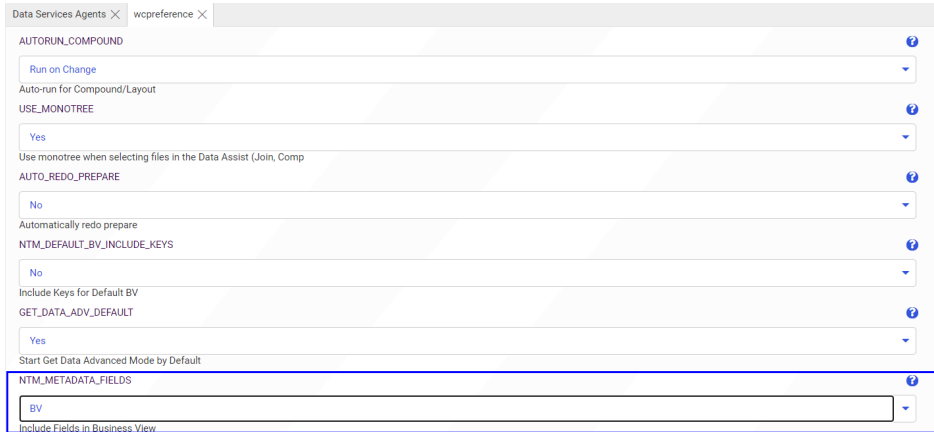 Data Services Agents
wcpreference
AUTORUN_COMPOUND
Run on Change
Auto-run for Compound/Layout
USE_MONOTREE
Yes
Use monotree when selecting files in the Data Assist (Join, Comp
AUTO_REDO_PREPARE
No
Automatically redo prepare
NTM_DEFAULT_BV_INCLUDE_KEYS
No
Include Keys for Default BV
GET_DATA_ADV_DEFAULT
Yes
Start Get Data Advanced Mode by Default
NTM_METADATA_FIELDS
BV
Include Fields in Business View